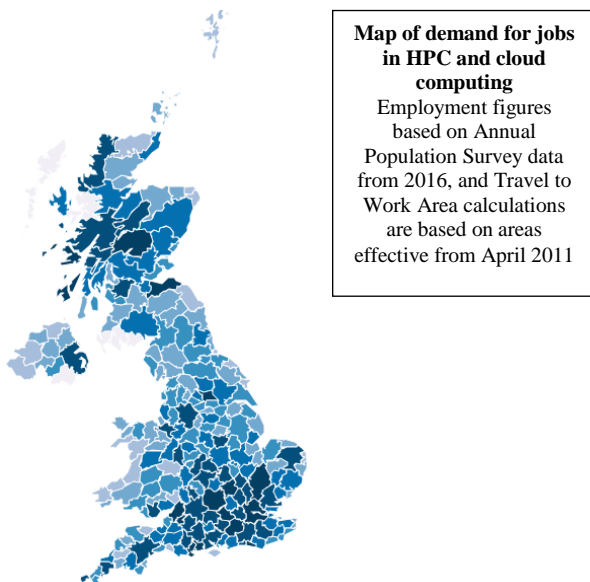 Map of demand for jobs
in HPC and cloud
computing
Employment figures
based on Annual
Population Survey data
from 2016, and Travel to
Work Area calculations
are based on areas
effective from April 2011